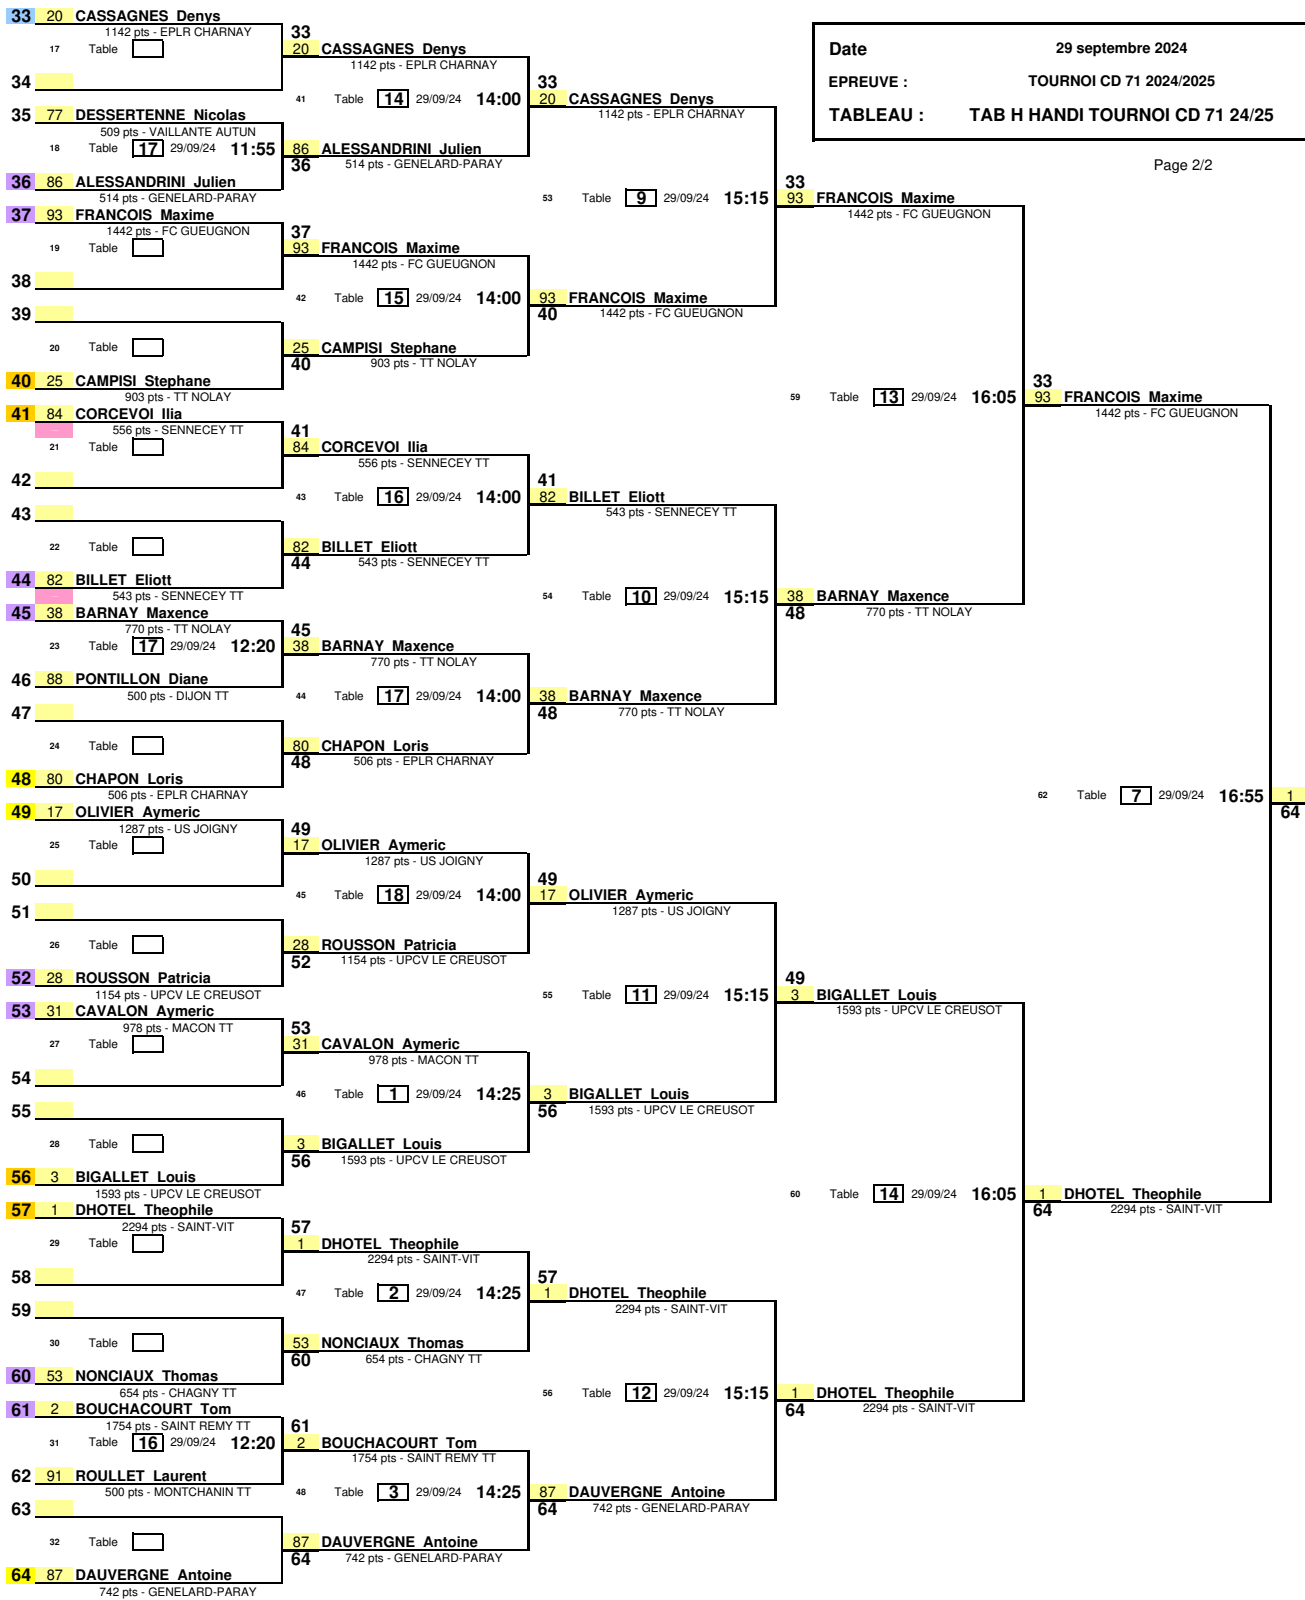 Date 29 septembre 2024
EPREUVE : TOURNOI CD 71 2024/2025
TABLEAU : TAB H HANDI TOURNOI CD 71 24/25
Page 2/2
33 20 CASSAGNES Denys
1142 pts - EPLR CHARNAY
17 Table
34
35 77 DESSERTENNE Nicolas
509 pts - VAILLANTE AUTUN
18 Table 17 29/09/24 11:55
36 86 ALESSANDRINI Julien
514 pts - GENELARD-PARAY
37 93 FRANCOIS Maxime
1442 pts - FC GUEUGNON
19 Table
38
39
20 Table
40 25 CAMPISI Stephane
903 pts - TT NOLAY
41 84 CORCEVOI Ilia
556 pts - SENNECEY TT
21 Table
42
43
22 Table
44 82 BILLET Eliott
543 pts - SENNECEY TT
45 38 BARNAY Maxence
770 pts - TT NOLAY
23 Table 17 29/09/24 12:20
46 88 PONTILLON Diane
500 pts - DIJON TT
47
24 Table
48 80 CHAPON Loris
506 pts - EPLR CHARNAY
49 17 OLIVIER Aymeric
1287 pts - US JOIGNY
25 Table
50
51
26 Table
52 28 ROUSSON Patricia
1154 pts - UPCV LE CREUSOT
53 31 CAVALON Aymeric
978 pts - MACON TT
27 Table
54
55
28 Table
56 3 BIGALLET Louis
1593 pts - UPCV LE CREUSOT
57 1 DHOTEL Theophile
2294 pts - SAINT-VIT
29 Table
58
59
30 Table
60 53 NONCIAUX Thomas
654 pts - CHAGNY TT
61 2 BOUCHACOURT Tom
1754 pts - SAINT REMY TT
31 Table 16 29/09/24 12:20
62 91 ROULLET Laurent
500 pts - MONTCHANIN TT
63
32 Table
64 87 DAUVERGNE Antoine
742 pts - GENELARD-PARAY
33
20 CASSAGNES Denys
1142 pts - EPLR CHARNAY
41 Table 14 29/09/24 14:00
86 ALESSANDRINI Julien
36 514 pts - GENELARD-PARAY
37
93 FRANCOIS Maxime
1442 pts - FC GUEUGNON
42 Table 15 29/09/24 14:00
25 CAMPISI Stephane
40 903 pts - TT NOLAY
41
84 CORCEVOI Ilia
556 pts - SENNECEY TT
43 Table 16 29/09/24 14:00
82 BILLET Eliott
44 543 pts - SENNECEY TT
45
38 BARNAY Maxence
770 pts - TT NOLAY
44 Table 17 29/09/24 14:00
80 CHAPON Loris
48 506 pts - EPLR CHARNAY
49
17 OLIVIER Aymeric
1287 pts - US JOIGNY
45 Table 18 29/09/24 14:00
28 ROUSSON Patricia
52 1154 pts - UPCV LE CREUSOT
53
31 CAVALON Aymeric
978 pts - MACON TT
46 Table 1 29/09/24 14:25
3 BIGALLET Louis
56 1593 pts - UPCV LE CREUSOT
57
1 DHOTEL Theophile
2294 pts - SAINT-VIT
47 Table 2 29/09/24 14:25
53 NONCIAUX Thomas
60 654 pts - CHAGNY TT
61
2 BOUCHACOURT Tom
1754 pts - SAINT REMY TT
48 Table 3 29/09/24 14:25
87 DAUVERGNE Antoine
64 742 pts - GENELARD-PARAY
33
20 CASSAGNES Denys
1142 pts - EPLR CHARNAY
53 Table 9 29/09/24 15:15
93 FRANCOIS Maxime
40 1442 pts - FC GUEUGNON
41
82 BILLET Eliott
543 pts - SENNECEY TT
54 Table 10 29/09/24 15:15
38 BARNAY Maxence
48 770 pts - TT NOLAY
49
17 OLIVIER Aymeric
1287 pts - US JOIGNY
55 Table 11 29/09/24 15:15
3 BIGALLET Louis
56 1593 pts - UPCV LE CREUSOT
57
1 DHOTEL Theophile
2294 pts - SAINT-VIT
56 Table 12 29/09/24 15:15
87 DAUVERGNE Antoine
64 742 pts - GENELARD-PARAY
33
93 FRANCOIS Maxime
1442 pts - FC GUEUGNON
59 Table 13 29/09/24 16:05
38 BARNAY Maxence
48 770 pts - TT NOLAY
49
3 BIGALLET Louis
1593 pts - UPCV LE CREUSOT
60 Table 14 29/09/24 16:05
1 DHOTEL Theophile
64 2294 pts - SAINT-VIT
33
93 FRANCOIS Maxime
1442 pts - FC GUEUGNON
62 Table 7 29/09/24 16:55
1 DHOTEL Theophile
64 2294 pts - SAINT-VIT
1
64